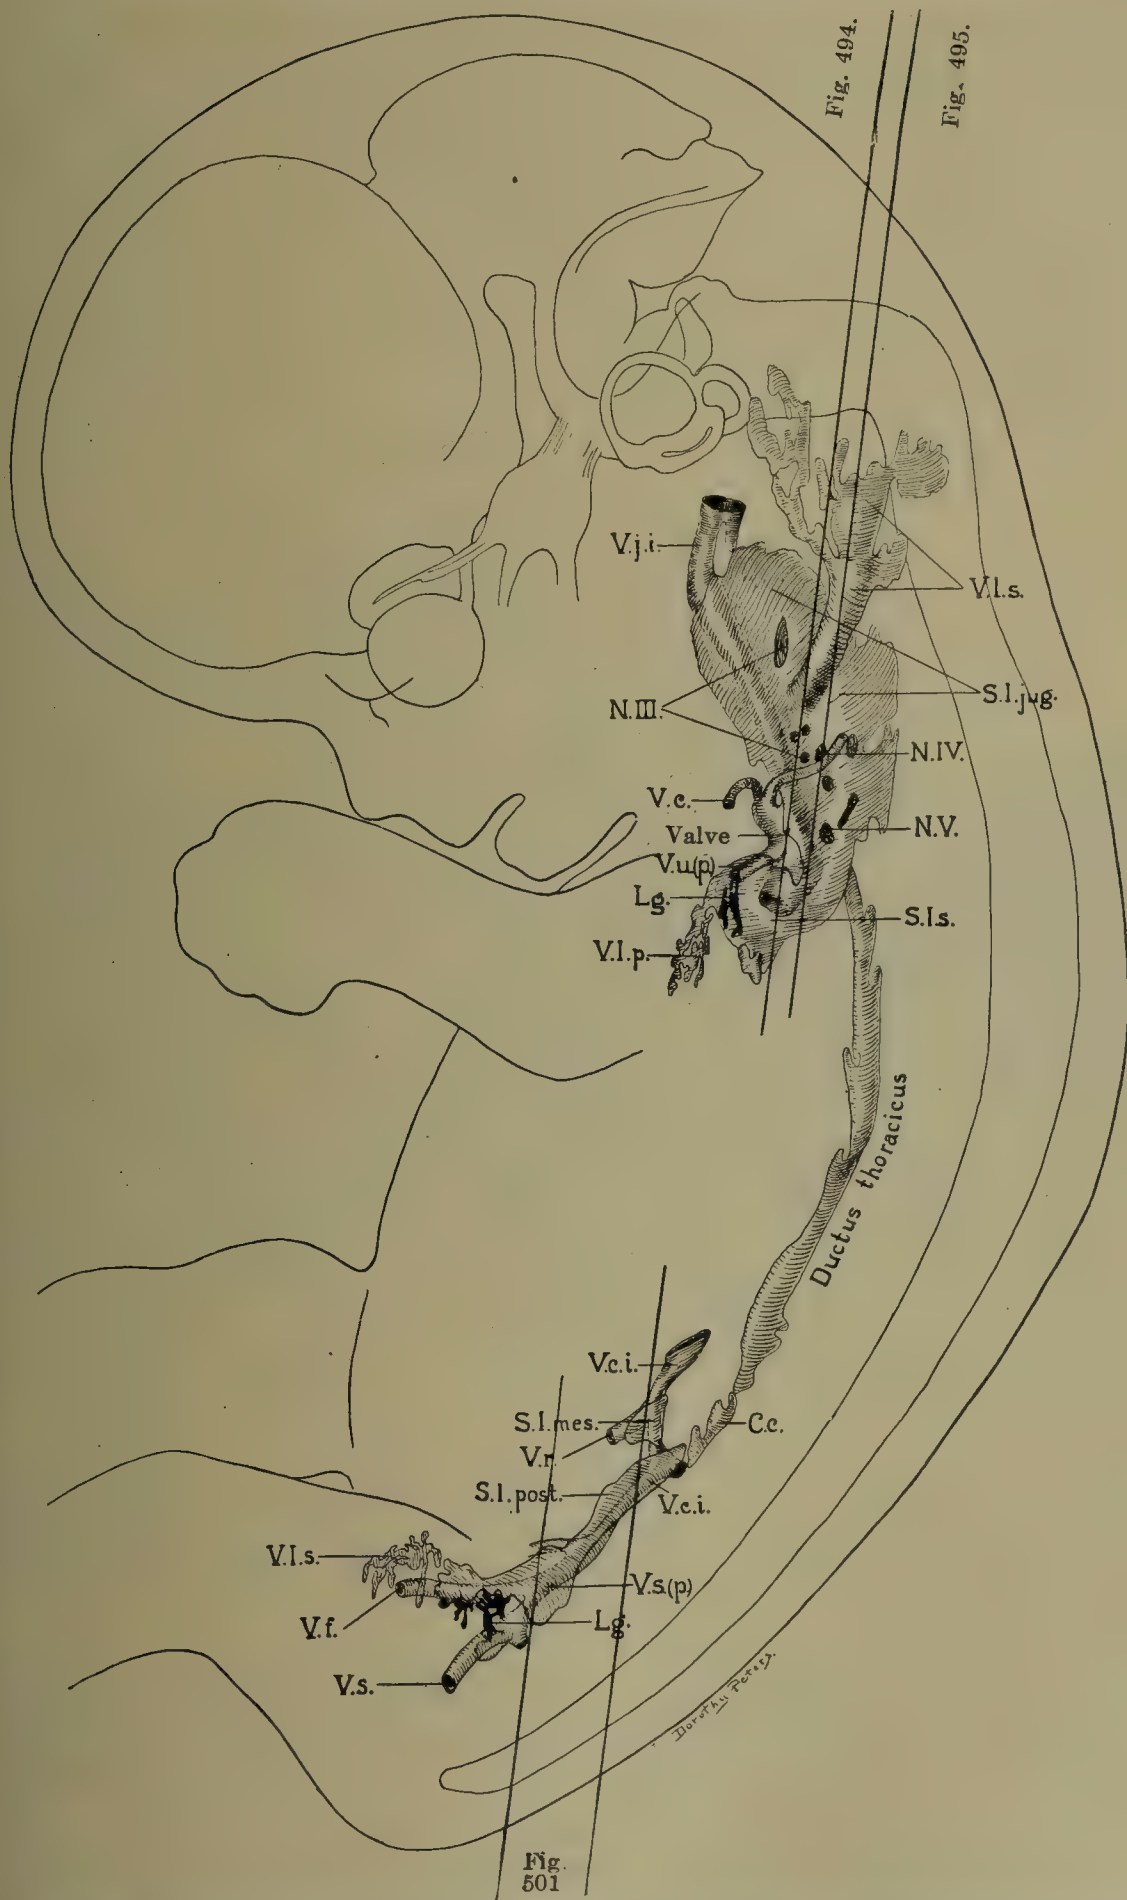 Fig. 494.
Fig. 495.
V.j.i.
V.l.s.
S.l.jug.
N.III.
N.IV.
V.c.
N.V.
Valve
V.u(p)
Lg.
S.l.s.
V.l.p.
Ductus thoracicus
V.c.i.
S.l.mes.
C.c.
V.r.
S.l.post.
V.c.i.
V.l.s.
V.s.(p)
V.f.
Lg.
V.s.
Dorothy Peters.
Fig.
501